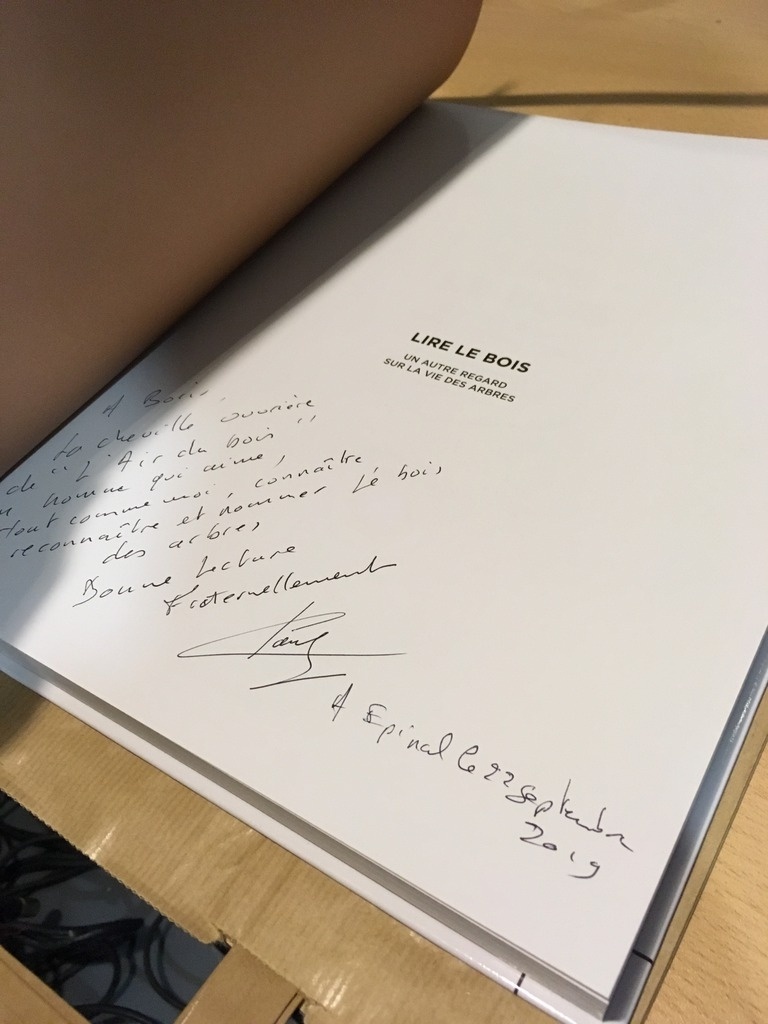 LIRE LE BOIS
UN AUTRE REGARD
SUR LA VIE DES ARBRES
A Boris,
La cheville ouvrière
de "L'Air du bois"
homme qui aime,
tout comme moi, connaître
reconnaître et nommer le bois
des arbres
Bonne Lecture
Fraternellement
A Epinal le 22 septembre
2019